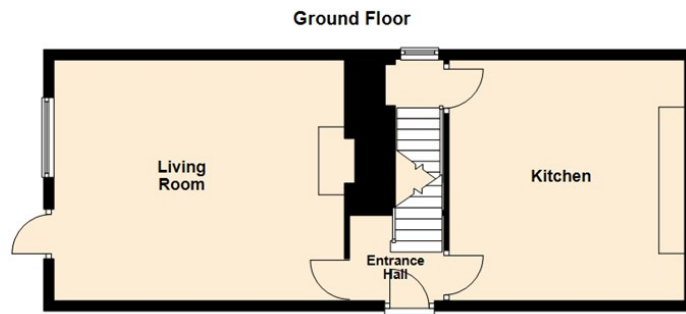 Ground Floor
Living
Room
Kitchen
Entrance
Hall